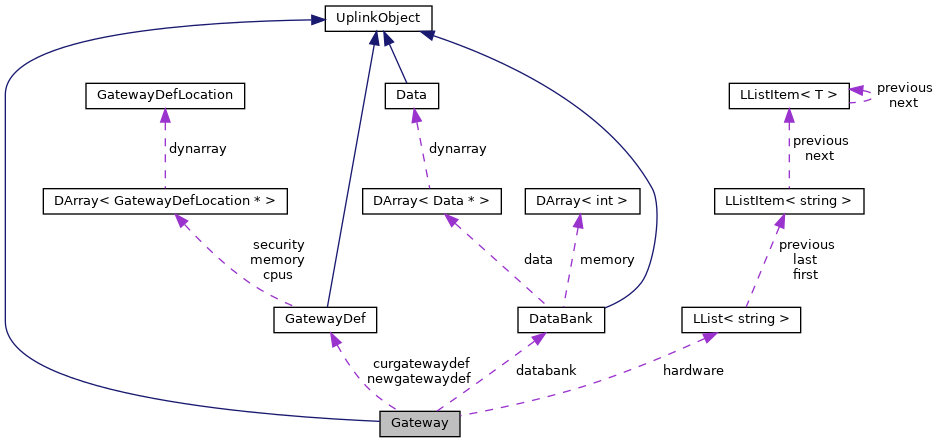 UplinkObject
GatewayDefLocation
Data
LListItem< T >
previous
next
dynarray
dynarray
previous
next
DArray< GatewayDefLocation * >
DArray< Data * >
DArray< int >
LListItem< string >
security
memory
cpus
data
memory
previous
last
first
GatewayDef
DataBank
LList< string >
curgatewaydef
newgatewaydef
databank
hardware
Gateway